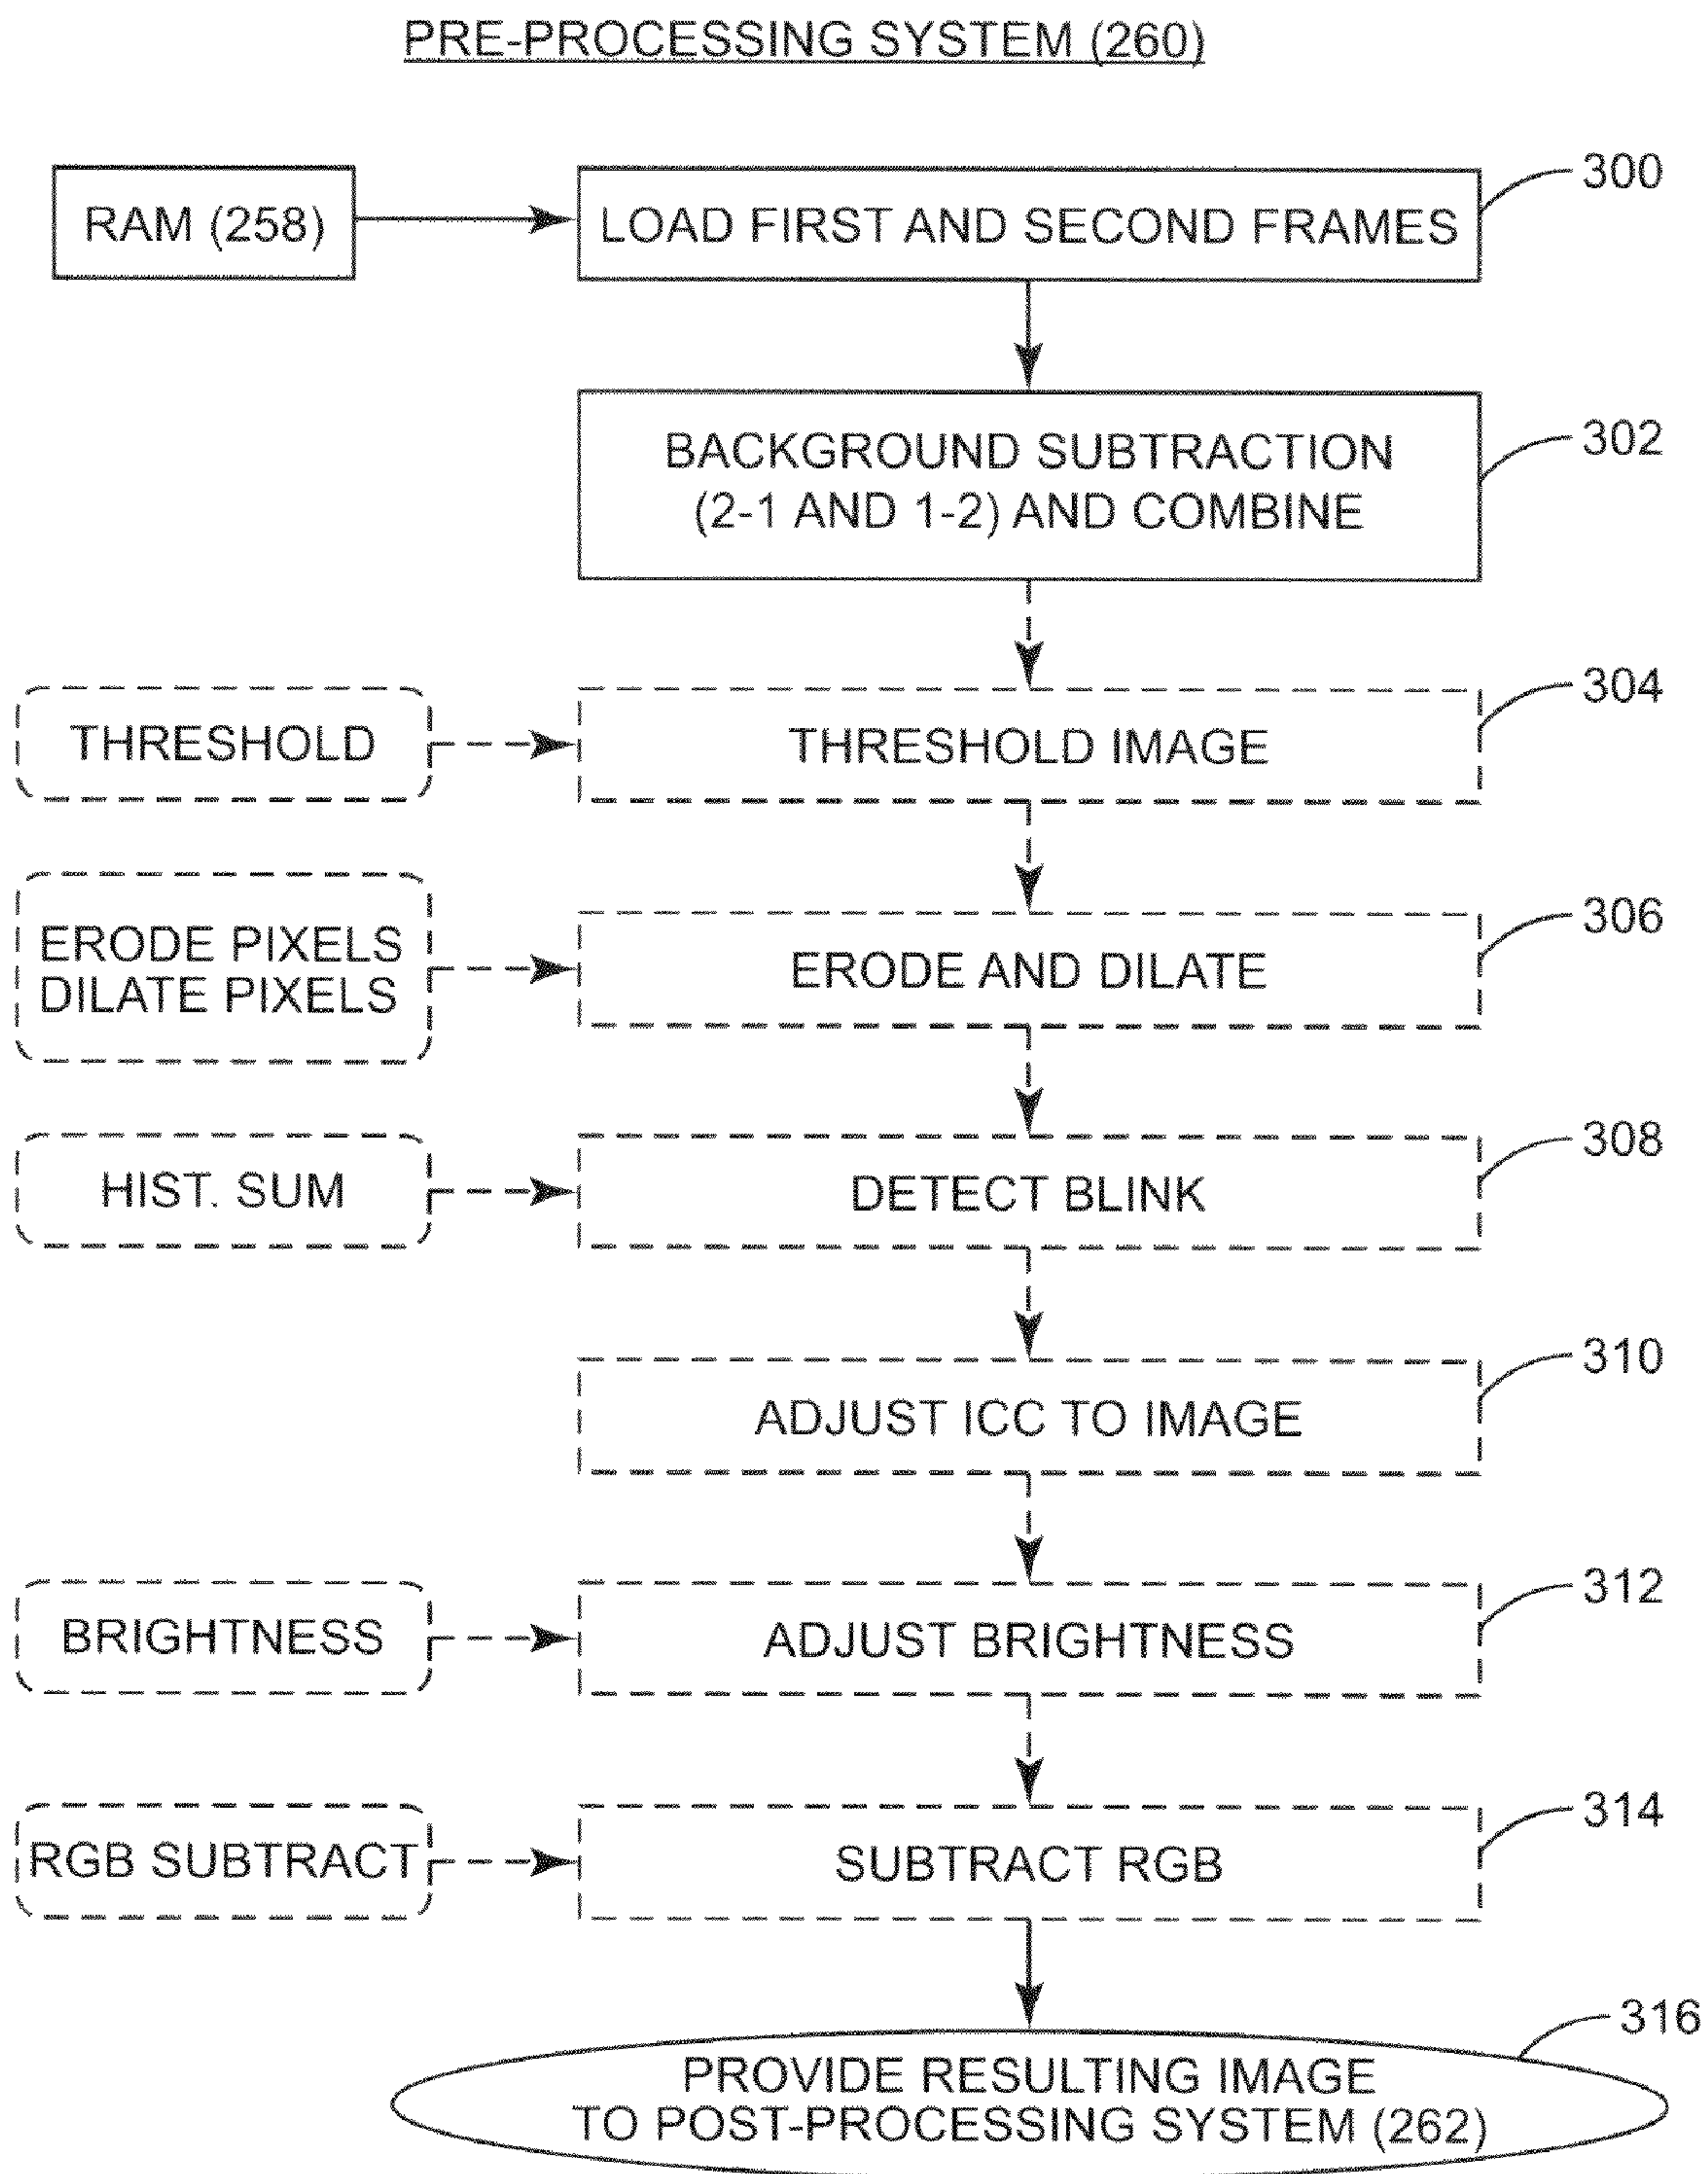 PRE-PROCESSING SYSTEM (260)
RAM (258)
LOAD FIRST AND SECOND FRAMES
300
BACKGROUND SUBTRACTION
(2-1 AND 1-2) AND COMBINE
302
THRESHOLD
THRESHOLD IMAGE
304
ERODE PIXELS
DILATE PIXELS
ERODE AND DILATE
306
HIST. SUM
DETECT BLINK
308
ADJUST ICC TO IMAGE
310
BRIGHTNESS
ADJUST BRIGHTNESS
312
RGB SUBTRACT
SUBTRACT RGB
314
PROVIDE RESULTING IMAGE
TO POST-PROCESSING SYSTEM (262)
316